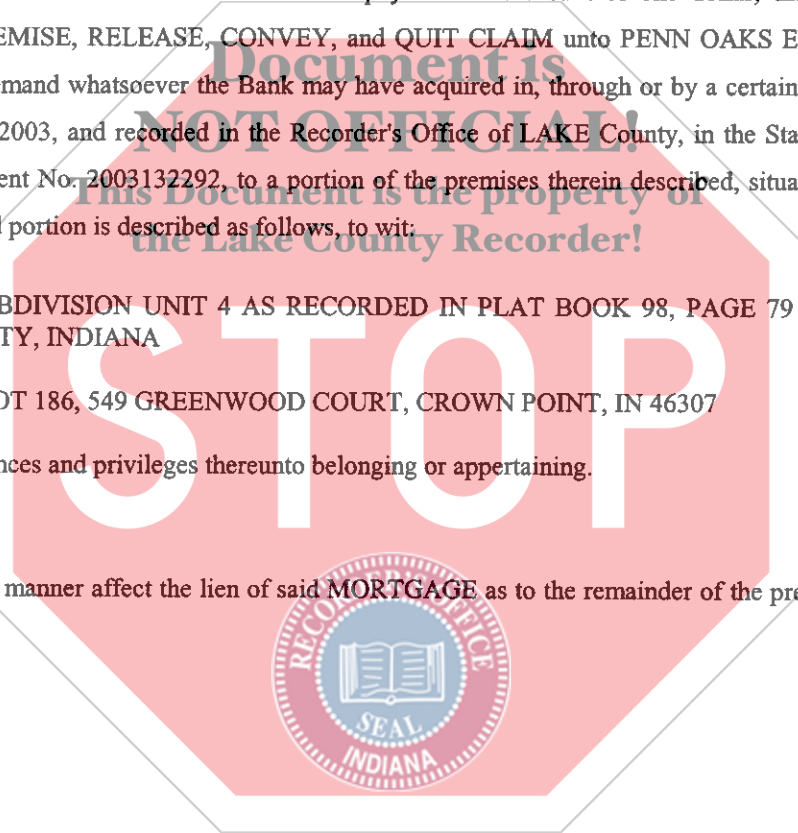 EMISE, RELEASE, CONVEY, and QUIT CLAIM unto PENN OAKS E
Document is
mand whatsoever the Bank may have acquired in, through or by a certain
NOT OFFICIAL!
2003, and recorded in the Recorder's Office of LAKE County, in the Sta
This Document is the property of
ent No. 2003132292, to a portion of the premises therein described, situa
the Lake County Recorder!
portion is described as follows, to wit:
BDIVISION UNIT 4 AS RECORDED IN PLAT BOOK 98, PAGE 79
TY, INDIANA
OT 186, 549 GREENWOOD COURT, CROWN POINT, IN 46307
nces and privileges thereunto belonging or appertaining.
STOP
manner affect the lien of said MORTGAGE as to the remainder of the pre
RECORDER'S OFFICE
SEAL
INDIANA